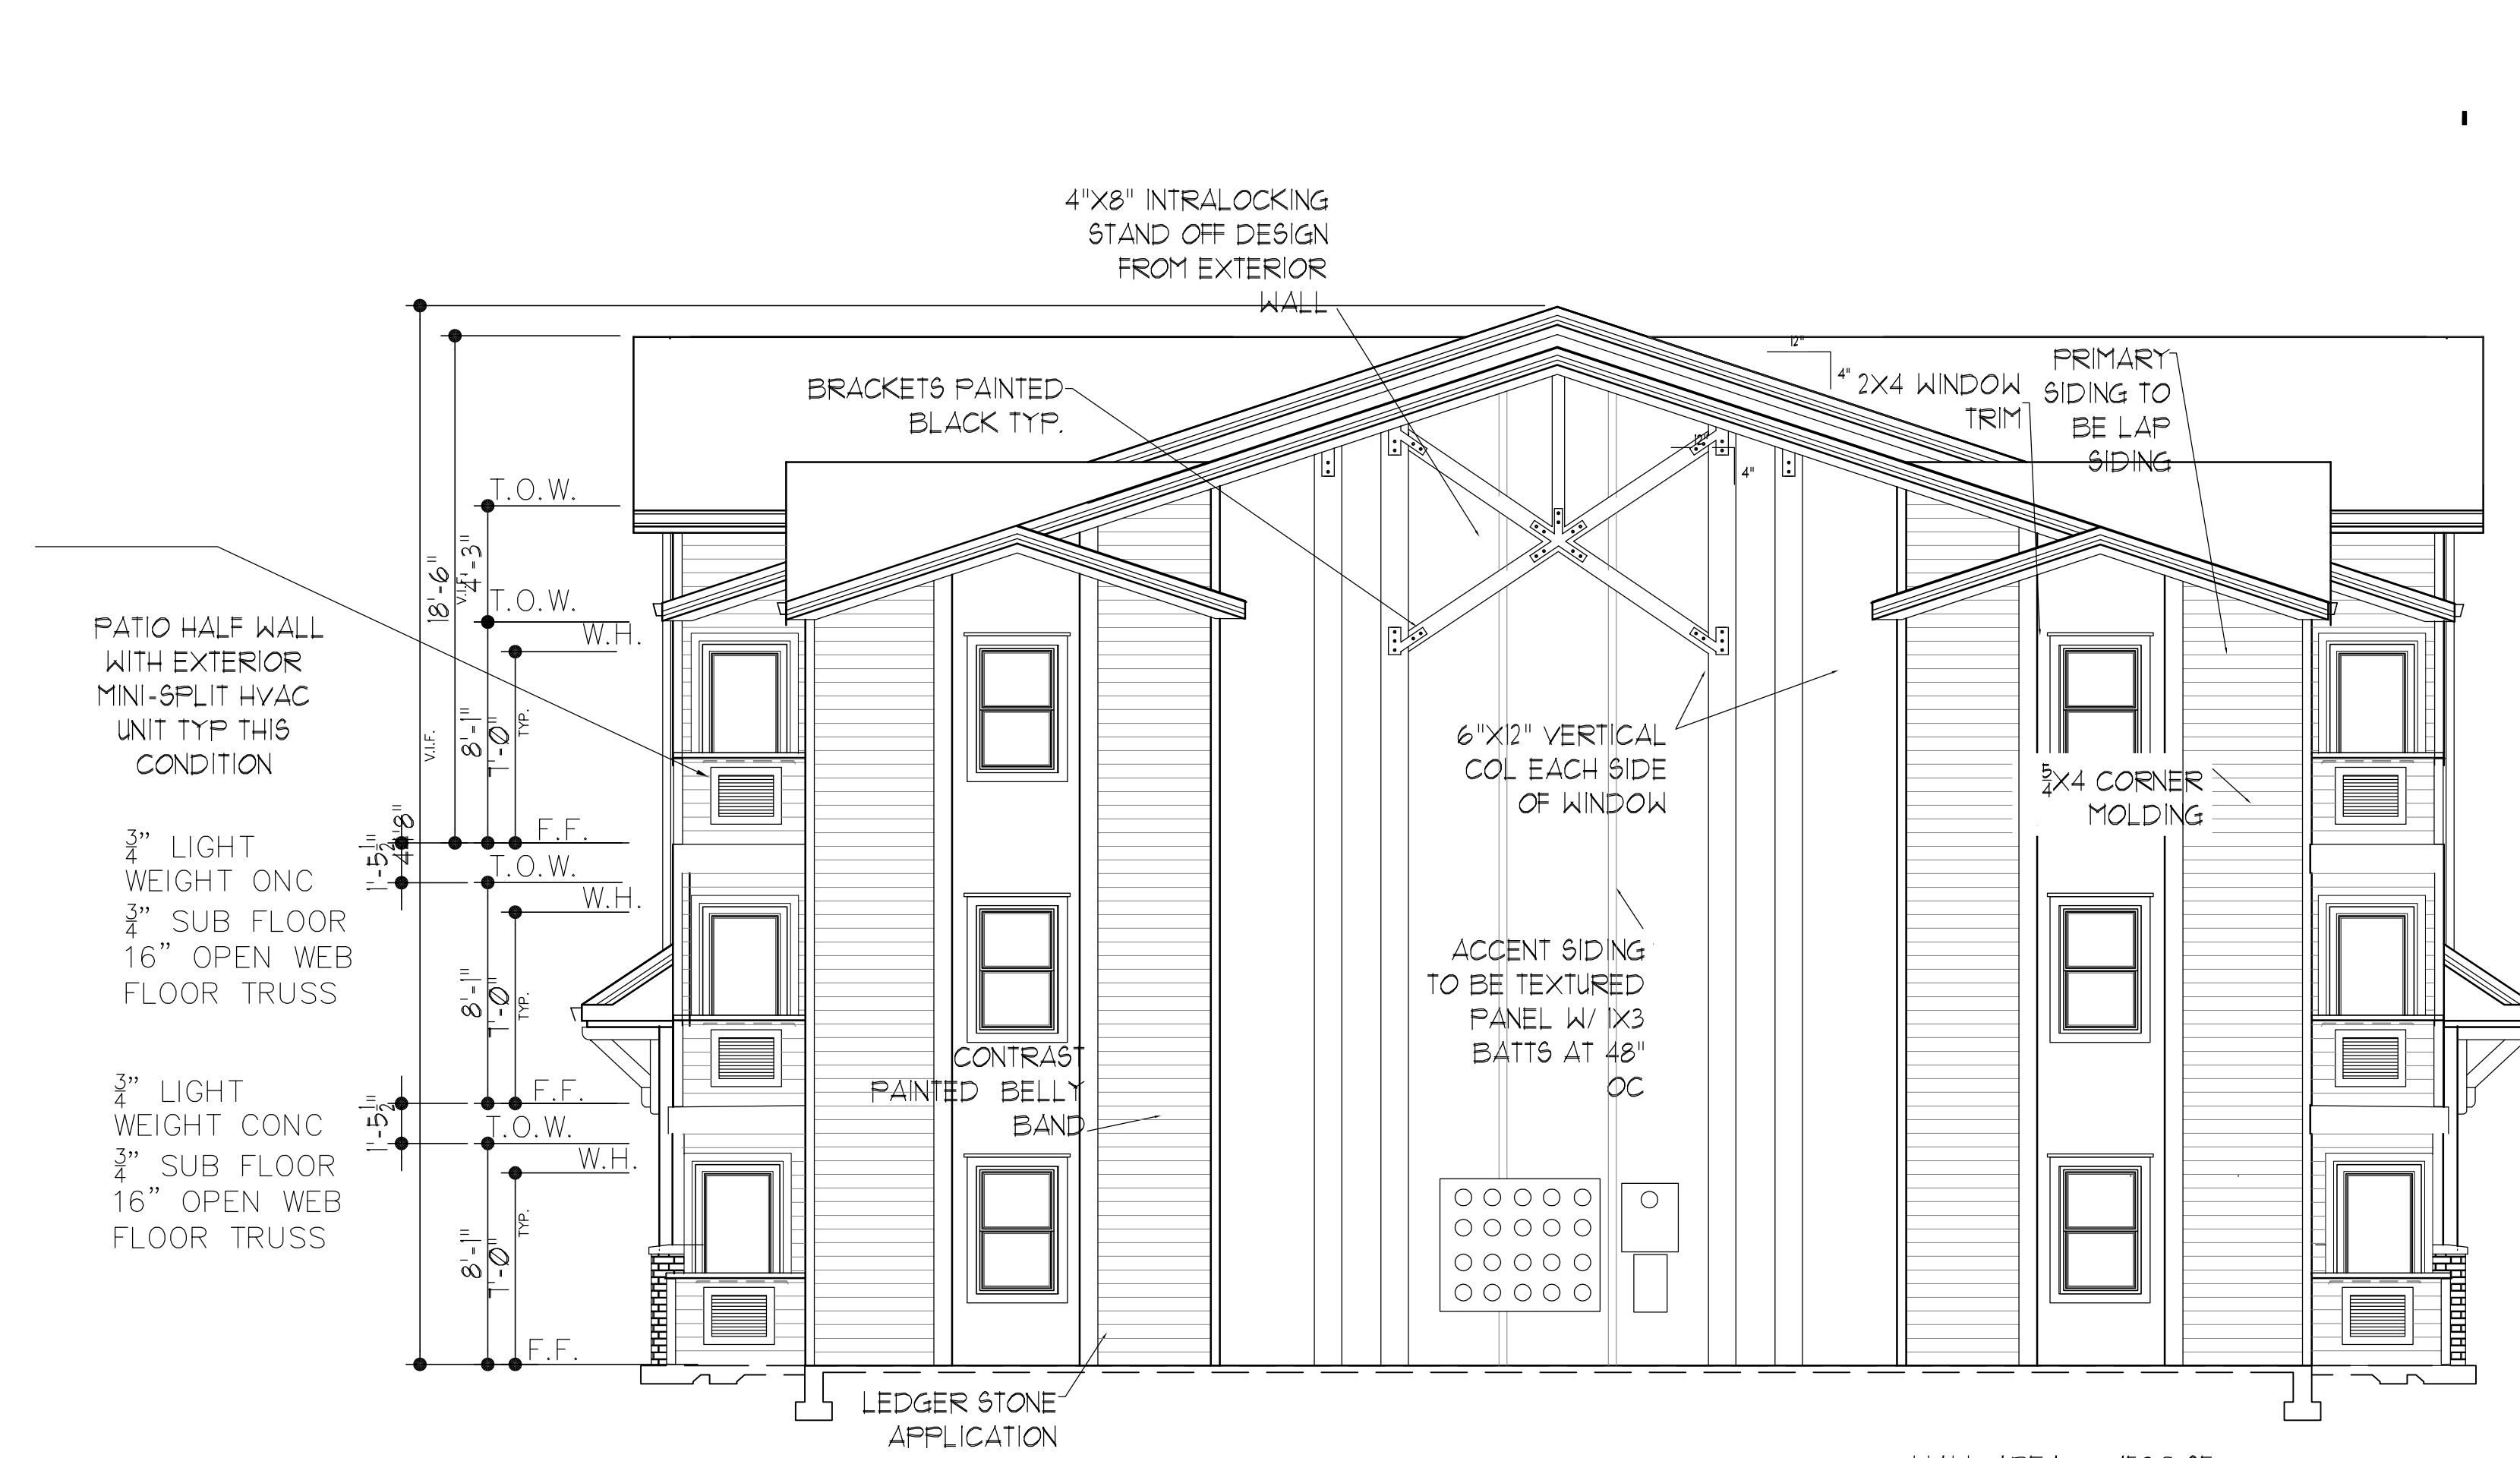 4"X8" INTRALOCKING
STAND OFF DESIGN
FROM EXTERIOR
WALL
BRACKETS PAINTED
BLACK TYP.
12"
4"
2X4 WINDOW
TRIM
PRIMARY
SIDING TO
BE LAP
SIDING
12"
4"
T.O.W.
4'-3"
V.I.F.
18'-6"
V.I.F.
T.O.W.
W.H.
8'-1"
TYP.
F.F.
PATIO HALF WALL
WITH EXTERIOR
MINI-SPLIT HVAC
UNIT TYP THIS
CONDITION
1'-5 1/2"
T.O.W.
W.H.
3/4” LIGHT
WEIGHT ONC
3/4” SUB FLOOR
16” OPEN WEB
FLOOR TRUSS
8'-1"
TYP.
F.F.
1'-5 1/2"
T.O.W.
W.H.
3/4” LIGHT
WEIGHT CONC
3/4” SUB FLOOR
16” OPEN WEB
FLOOR TRUSS
8'-1"
TYP.
F.F.
6"X12" VERTICAL
COL EACH SIDE
OF WINDOW
5/4X4 CORNER
MOLDING
ACCENT SIDING
TO BE TEXTURED
PANEL W/ 1X3
BATTS AT 48"
OC
CONTRAST
PAINTED BELLY
BAND
LEDGER STONE
APPLICATION